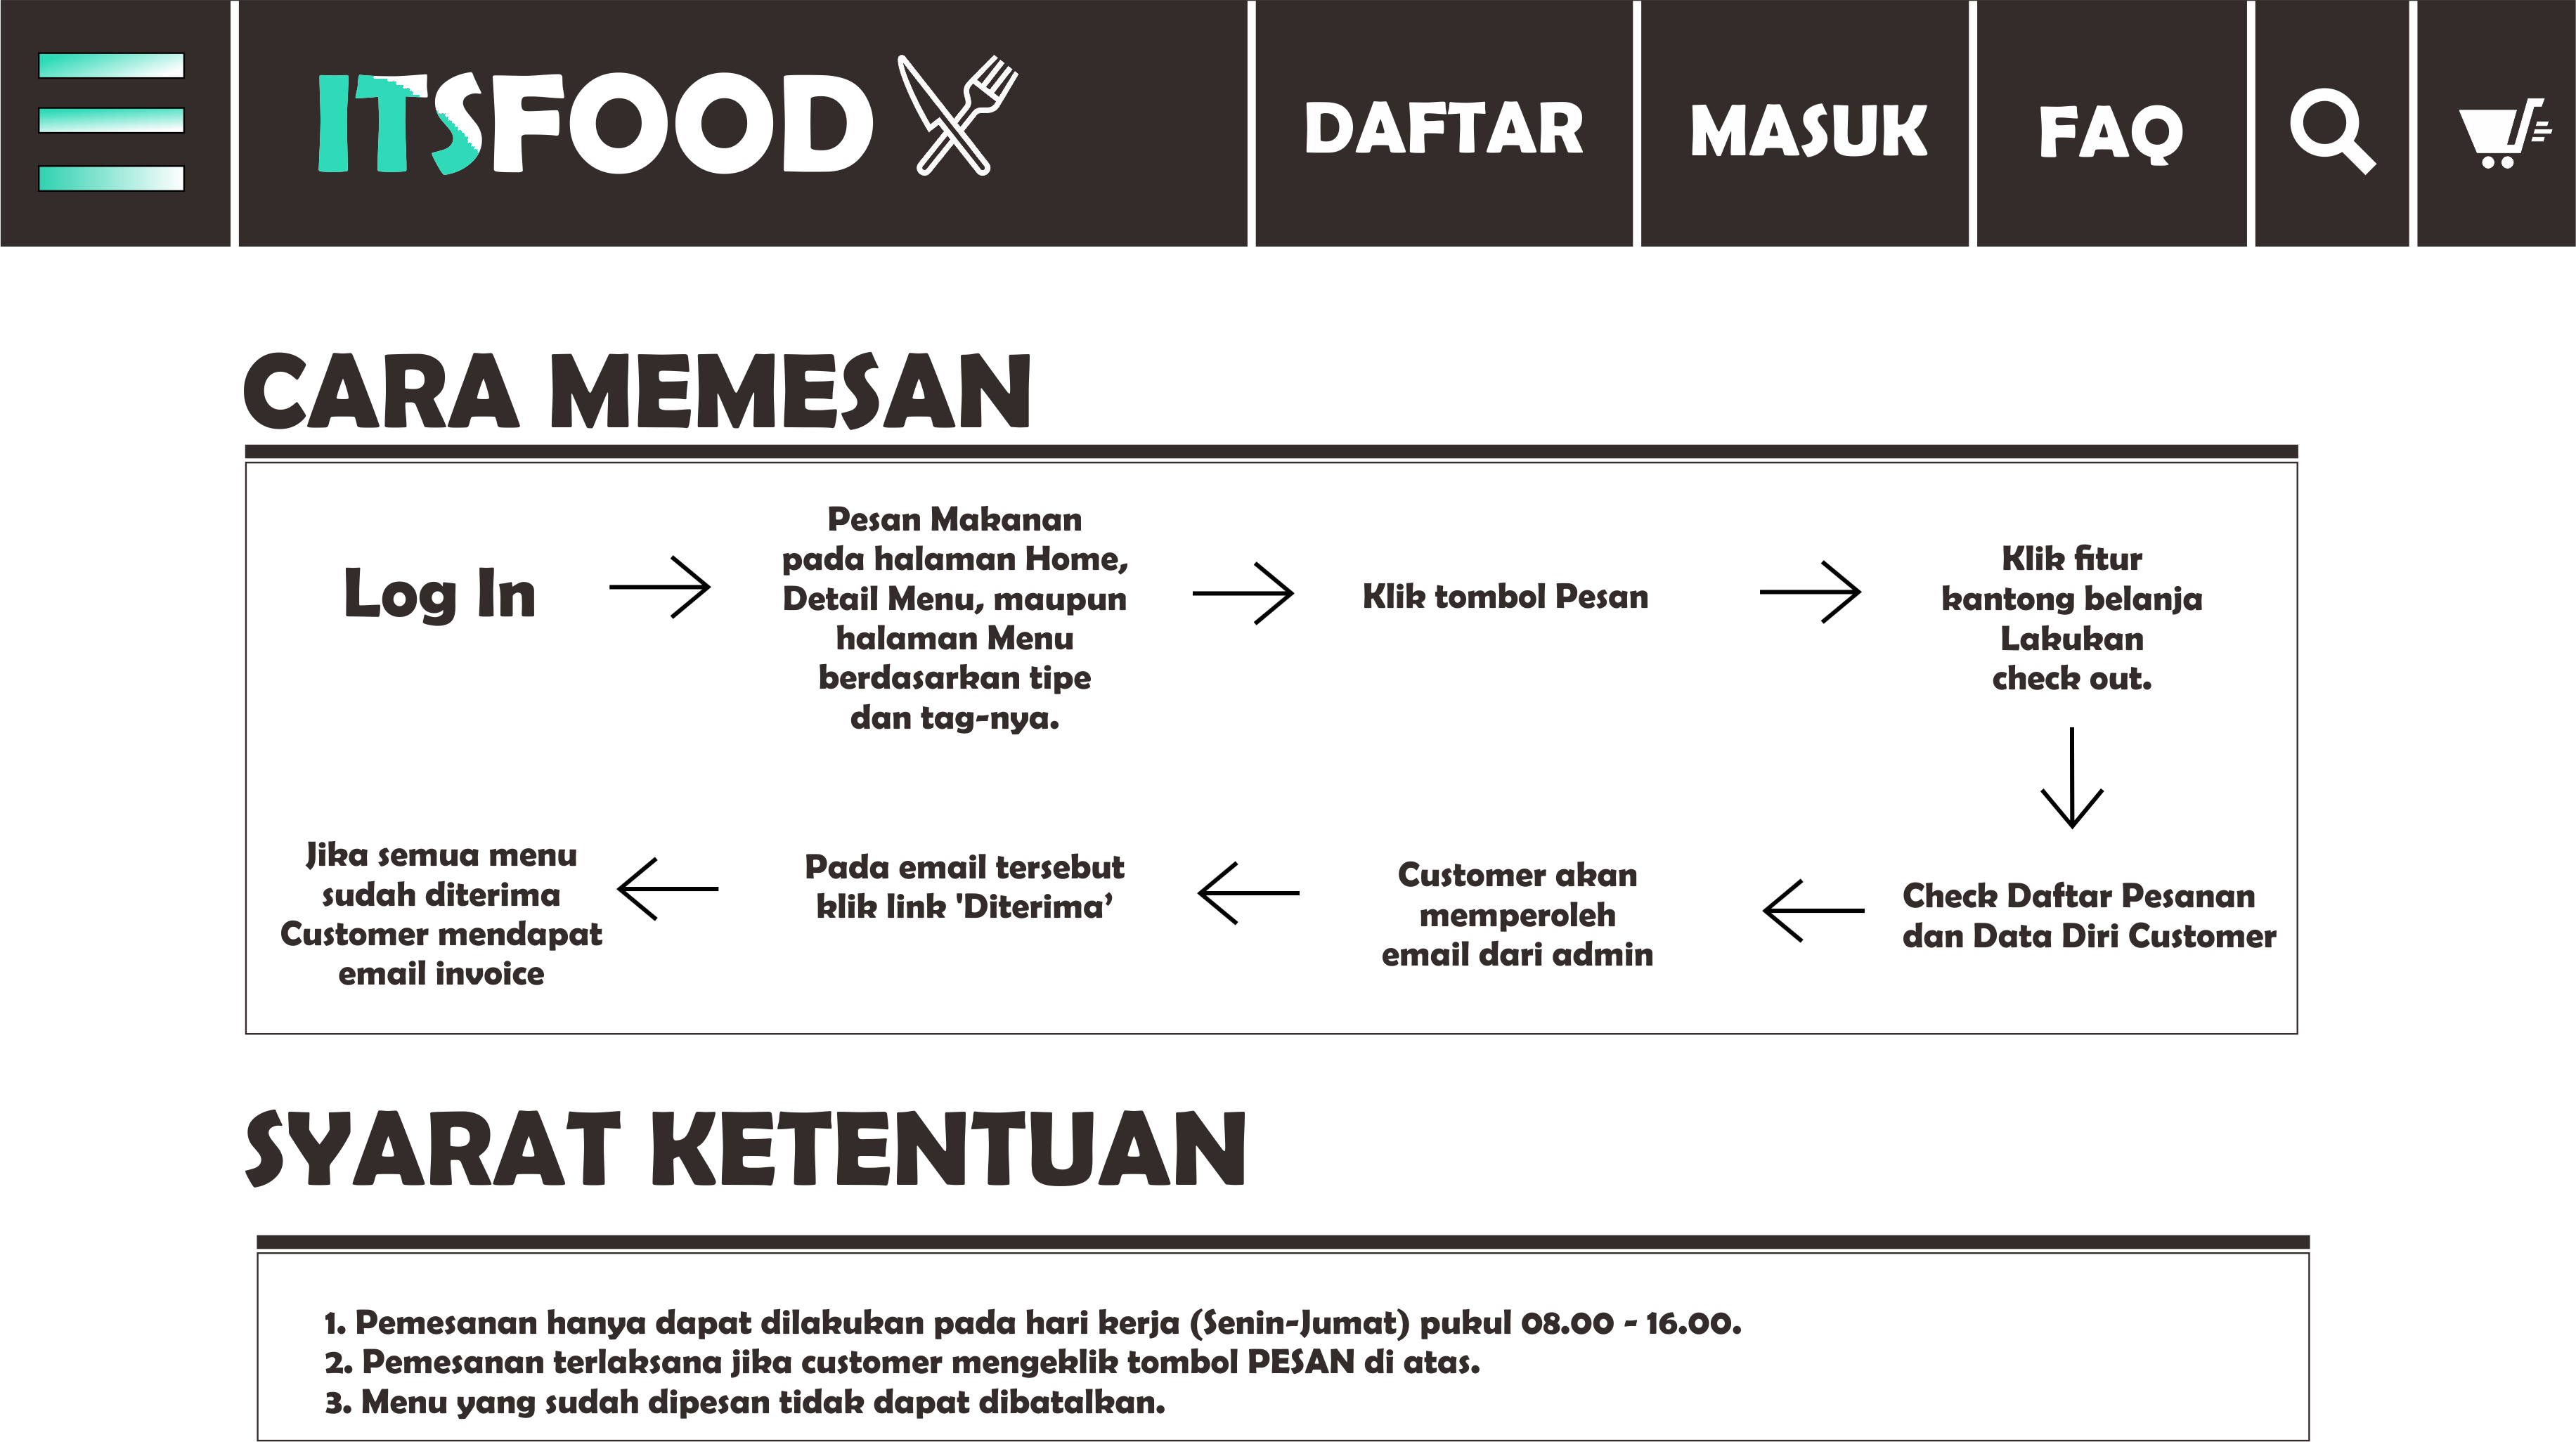 ITSFOOD
DAFTAR
MASUK
FAQ
CARA MEMESAN
Log In
Pesan Makanan
pada halaman Home,
Detail Menu, maupun
halaman Menu
berdasarkan tipe
dan tag-nya.
Klik tombol Pesan
Klik fitur
kantong belanja
Lakukan
check out.
Check Daftar Pesanan
dan Data Diri Customer
Customer akan
memperoleh
email dari admin
Pada email tersebut
klik link 'Diterima’
Jika semua menu
sudah diterima
Customer mendapat
email invoice
SYARAT KETENTUAN
1. Pemesanan hanya dapat dilakukan pada hari kerja (Senin-Jumat) pukul 08.00 - 16.00.
2. Pemesanan terlaksana jika customer mengeklik tombol PESAN di atas.
3. Menu yang sudah dipesan tidak dapat dibatalkan.